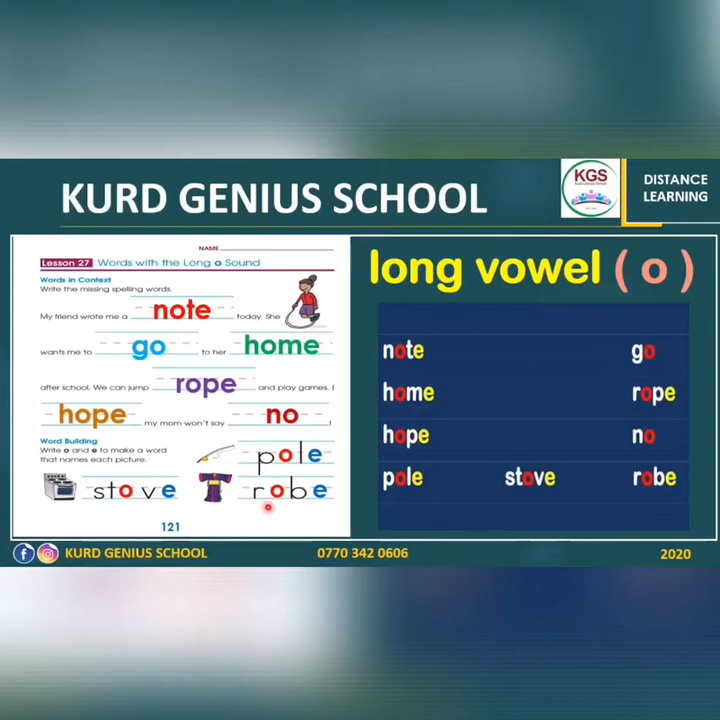 KURD GENIUS SCHOOL
KGS
DISTANCE
LEARNING
NAME
Lesson 27 Words with the Long o Sound
Words in Context
Write the missing spelling words.
My friend wrote me a note today. She
wants me to go to her home
after school. We can jump rope and play games. I
hope my mom won't say no !
Word Building
Write o and e to make a word
that names each picture.
pole
stove
robe
121
long vowel ( o )
note go
home rope
hope no
pole stove robe
KURD GENIUS SCHOOL 0770 342 0606 2020